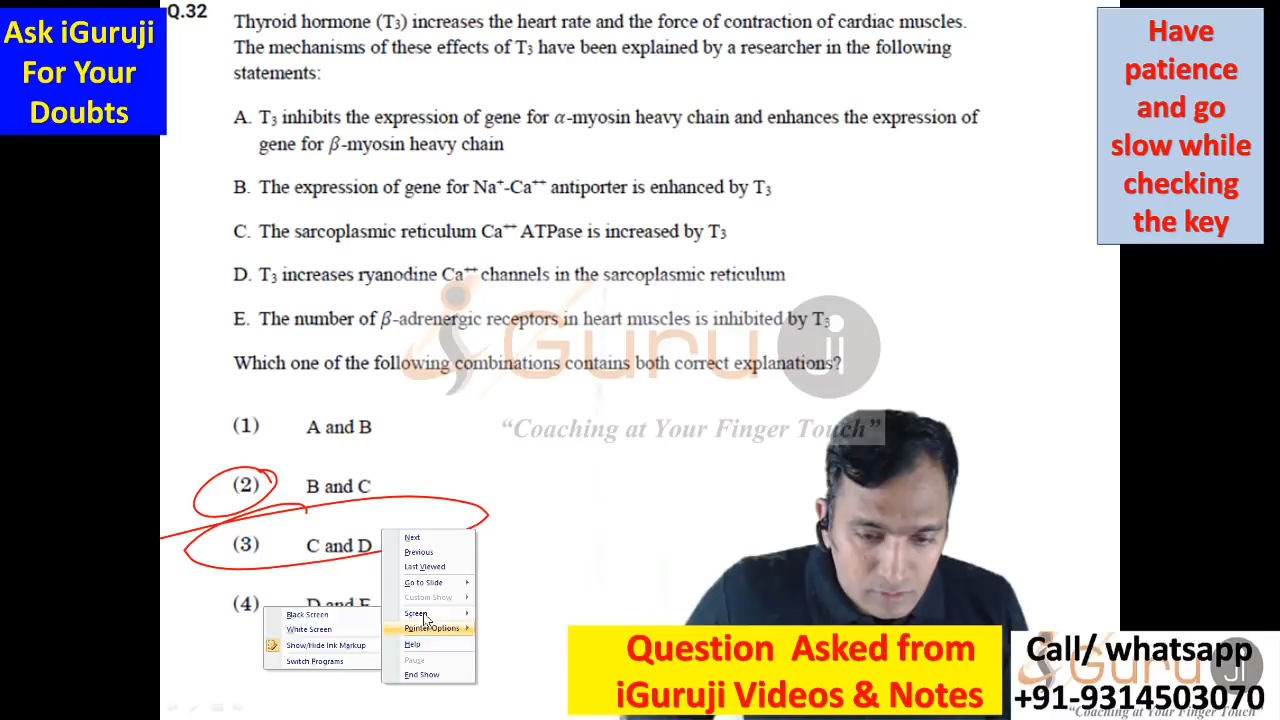 Ask iGuruji
For Your
Doubts
Q.32
Thyroid hormone (T₃) increases the heart rate and the force of contraction of cardiac muscles.
The mechanisms of these effects of T₃ have been explained by a researcher in the following
statements:
A. T₃ inhibits the expression of gene for α-myosin heavy chain and enhances the expression of
gene for β-myosin heavy chain
B. The expression of gene for Na⁺-Ca⁺⁺ antiporter is enhanced by T₃
C. The sarcoplasmic reticulum Ca⁺⁺ ATPase is increased by T₃
D. T₃ increases ryanodine Ca⁺⁺ channels in the sarcoplasmic reticulum
E. The number of β-adrenergic receptors in heart muscles is inhibited by T₃
Which one of the following combinations contains both correct explanations?
(1) A and B
(2) B and C
(3) C and D
(4) D and E
iGuru ji
“Coaching at Your Finger Touch”
Have
patience
and go
slow while
checking
the key
Next
Previous
Last Viewed
Go to Slide
Custom Show
Screen
Pointer Options
Help
Pause
End Show
Black Screen
White Screen
Show/Hide Ink Markup
Switch Programs
Question Asked from
iGuruji Videos & Notes
Call/ whatsapp
+91-9314503070